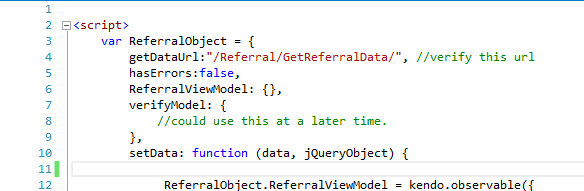 1
2 <script>
3 var ReferralObject = {
4 getDataUrl:"/Referral/GetReferralData/", //verify this url
5 hasErrors:false,
6 ReferralViewModel: {},
7 verifyModel: {
8 //could use this at a later time.
9 },
10 setData: function (data, jQueryObject) {
11
12 ReferralObject.ReferralViewModel = kendo.observable({